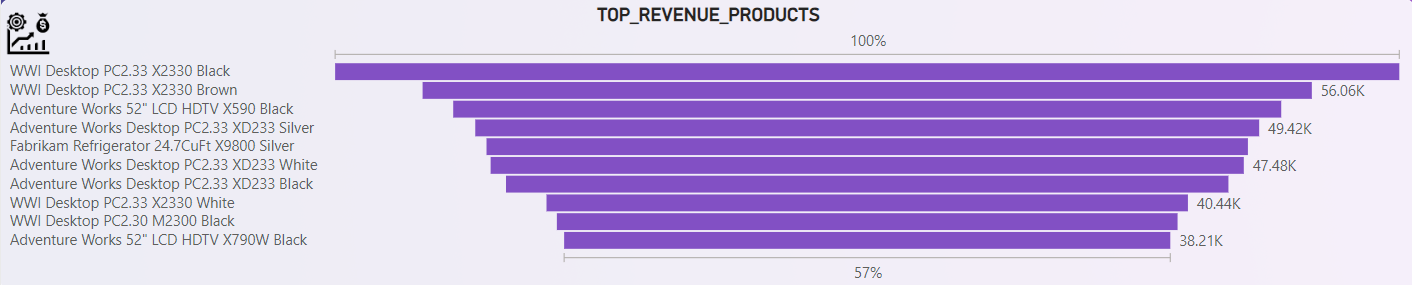 TOP_REVENUE_PRODUCTS
100%
WWI Desktop PC2.33 X2330 Black
WWI Desktop PC2.33 X2330 Brown 56.06K
Adventure Works 52" LCD HDTV X590 Black
Adventure Works Desktop PC2.33 XD233 Silver 49.42K
Fabrikam Refrigerator 24.7CuFt X9800 Silver
Adventure Works Desktop PC2.33 XD233 White 47.48K
Adventure Works Desktop PC2.33 XD233 Black
WWI Desktop PC2.33 X2330 White 40.44K
WWI Desktop PC2.30 M2300 Black
Adventure Works 52" LCD HDTV X790W Black 38.21K
57%